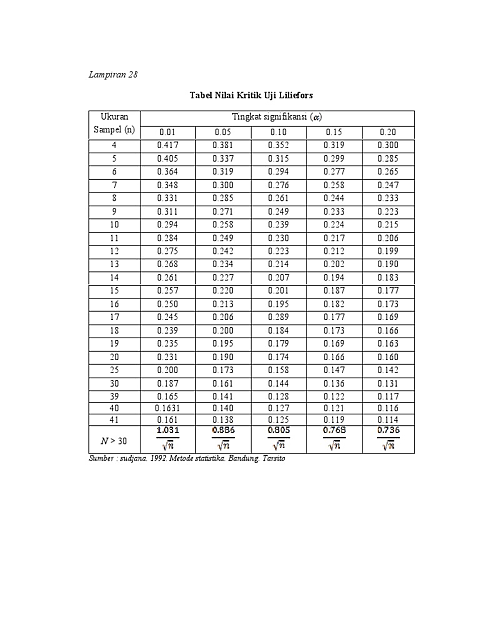 Lampiran 28
Tabel Nilai Kritik Uji Liliefors
Ukuran Sampel (n) Tingkat signifikansi (α)
0.01 0.05 0.10 0.15 0.20
4 0.417 0.381 0.352 0.319 0.300
5 0.405 0.337 0.315 0.299 0.285
6 0.364 0.319 0.294 0.277 0.265
7 0.348 0.300 0.276 0.258 0.247
8 0.331 0.285 0.261 0.244 0.233
9 0.311 0.271 0.249 0.233 0.223
10 0.294 0.258 0.239 0.224 0.215
11 0.284 0.249 0.230 0.217 0.206
12 0.275 0.242 0.223 0.212 0.199
13 0.268 0.234 0.214 0.202 0.190
14 0.261 0.227 0.207 0.194 0.183
15 0.257 0.220 0.201 0.187 0.177
16 0.250 0.213 0.195 0.182 0.173
17 0.245 0.206 0.289 0.177 0.169
18 0.239 0.200 0.184 0.173 0.166
19 0.235 0.195 0.179 0.169 0.163
20 0.231 0.190 0.174 0.166 0.160
25 0.200 0.173 0.158 0.147 0.142
30 0.187 0.161 0.144 0.136 0.131
39 0.165 0.141 0.128 0.122 0.117
40 0.1631 0.140 0.127 0.121 0.116
41 0.161 0.138 0.125 0.119 0.114
N > 30 1.031/√n 0.886/√n 0.805/√n 0.768/√n 0.736/√n
Sumber : sudjana. 1992. Metode statistika. Bandung. Tarsito